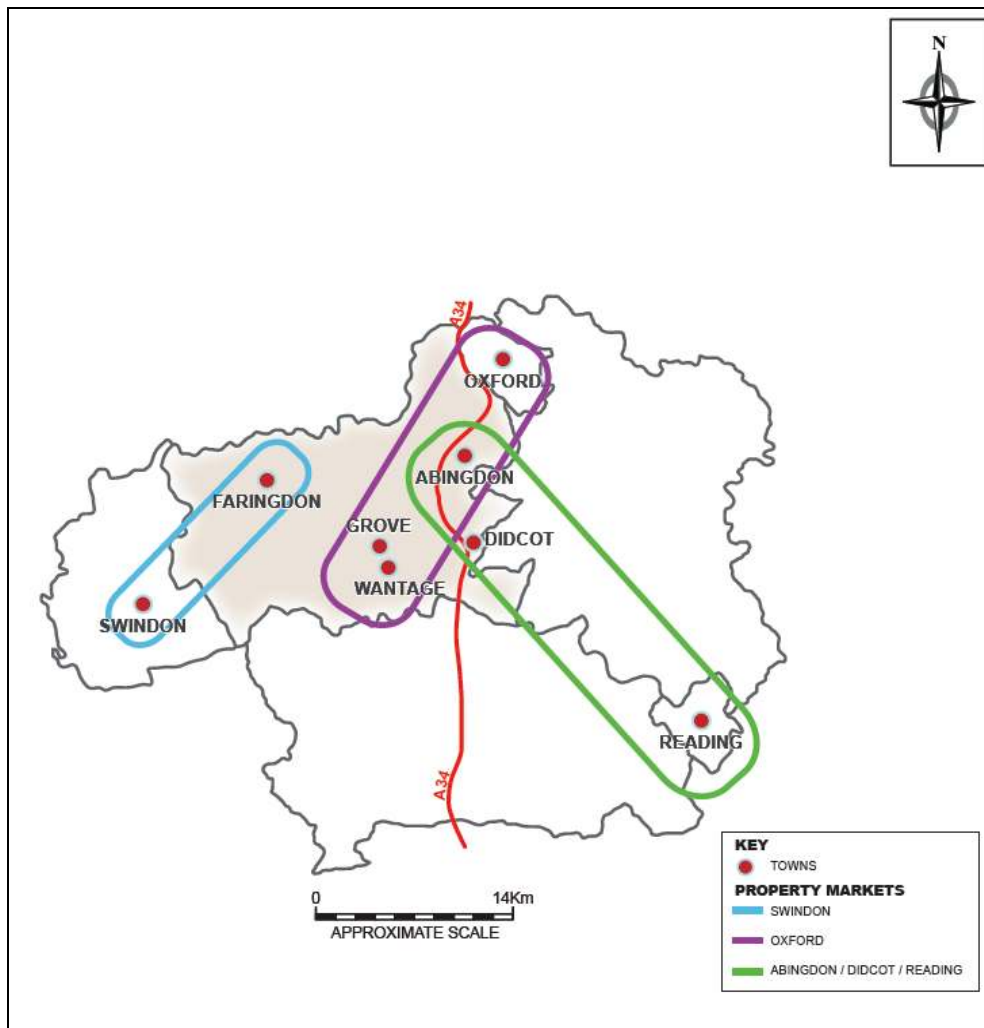 N
A34
OXFORD
ABINGDON
FARINGDON
GROVE
DIDCOT
WANTAGE
SWINDON
READING
A34
0 14Km
APPROXIMATE SCALE
KEY
TOWNS
PROPERTY MARKETS
SWINDON
OXFORD
ABINGDON / DIDCOT / READING